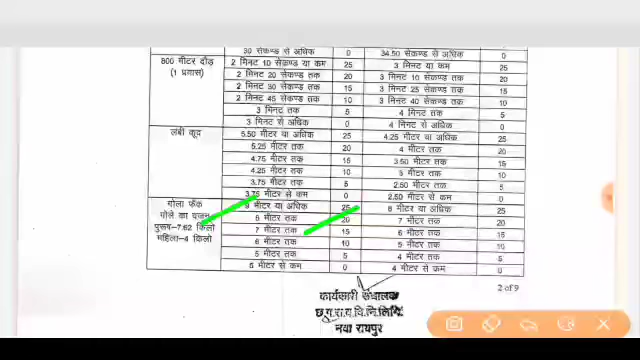 30 सेकण्ड से अधिक 0 34.50 सेकण्ड से अधिक 0
800 मीटर दौड़ 2 मिनट 10 सेकण्ड या कम 25 3 मिनट या कम 25
(1 प्रयास) 2 मिनट 20 सेकण्ड तक 20 3 मिनट 10 सेकण्ड तक 20
2 मिनट 30 सेकण्ड तक 15 3 मिनट 25 सेकण्ड तक 15
2 मिनट 45 सेकण्ड तक 10 3 मिनट 40 सेकण्ड तक 10
3 मिनट तक 5 4 मिनट तक 5
3 मिनट से अधिक 0 4 मिनट से अधिक 0
लंबी कूद 5.50 मीटर या अधिक 25 4.25 मीटर या अधिक 25
5.25 मीटर तक 20 4 मीटर तक 20
4.75 मीटर तक 15 3.50 मीटर तक 15
4.25 मीटर तक 10 3 मीटर तक 10
3.75 मीटर तक 5 2.50 मीटर तक 5
3.75 मीटर से कम 0 2.50 मीटर से कम 0
गोला फेंक मीटर या अधिक 25 8 मीटर या अधिक 25
गोले का वजन मीटर तक 20 7 मीटर तक 20
पुरूष-7.62 किलो 7 मीटर तक 15 6 मीटर तक 15
महिला-4 किलो 6 मीटर तक 10 5 मीटर तक 10
5 मीटर तक 5 4 मीटर तक 5
5 मीटर से कम 0 4 मीटर से कम 0
2 of 9
कार्यकारी संचालक
नवा रायपुर